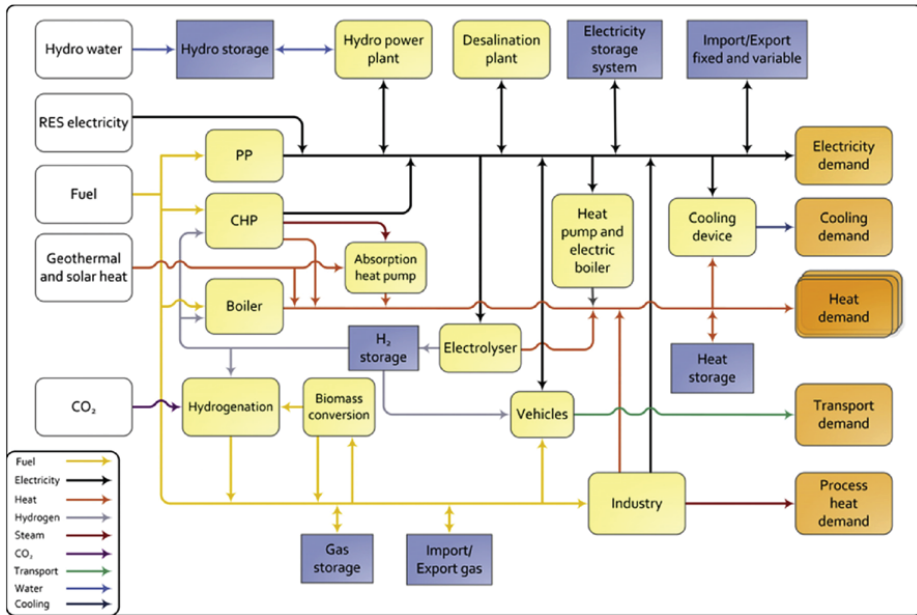 Hydro water
Hydro storage
Hydro power
plant
Desalination
plant
Electricity
storage
system
Import/Export
fixed and variable
RES electricity
PP
Electricity
demand
Fuel
CHP
Heat
pump and
electric
boiler
Cooling
device
Cooling
demand
Geothermal
and solar heat
Absorption
heat pump
Boiler
Heat
demand
H₂
storage
Electrolyser
Heat
storage
CO₂
Hydrogenation
Biomass
conversion
Vehicles
Transport
demand
Fuel
Electricity
Heat
Hydrogen
Steam
CO₂
Transport
Water
Cooling
Industry
Process
heat
demand
Gas
storage
Import/
Export gas